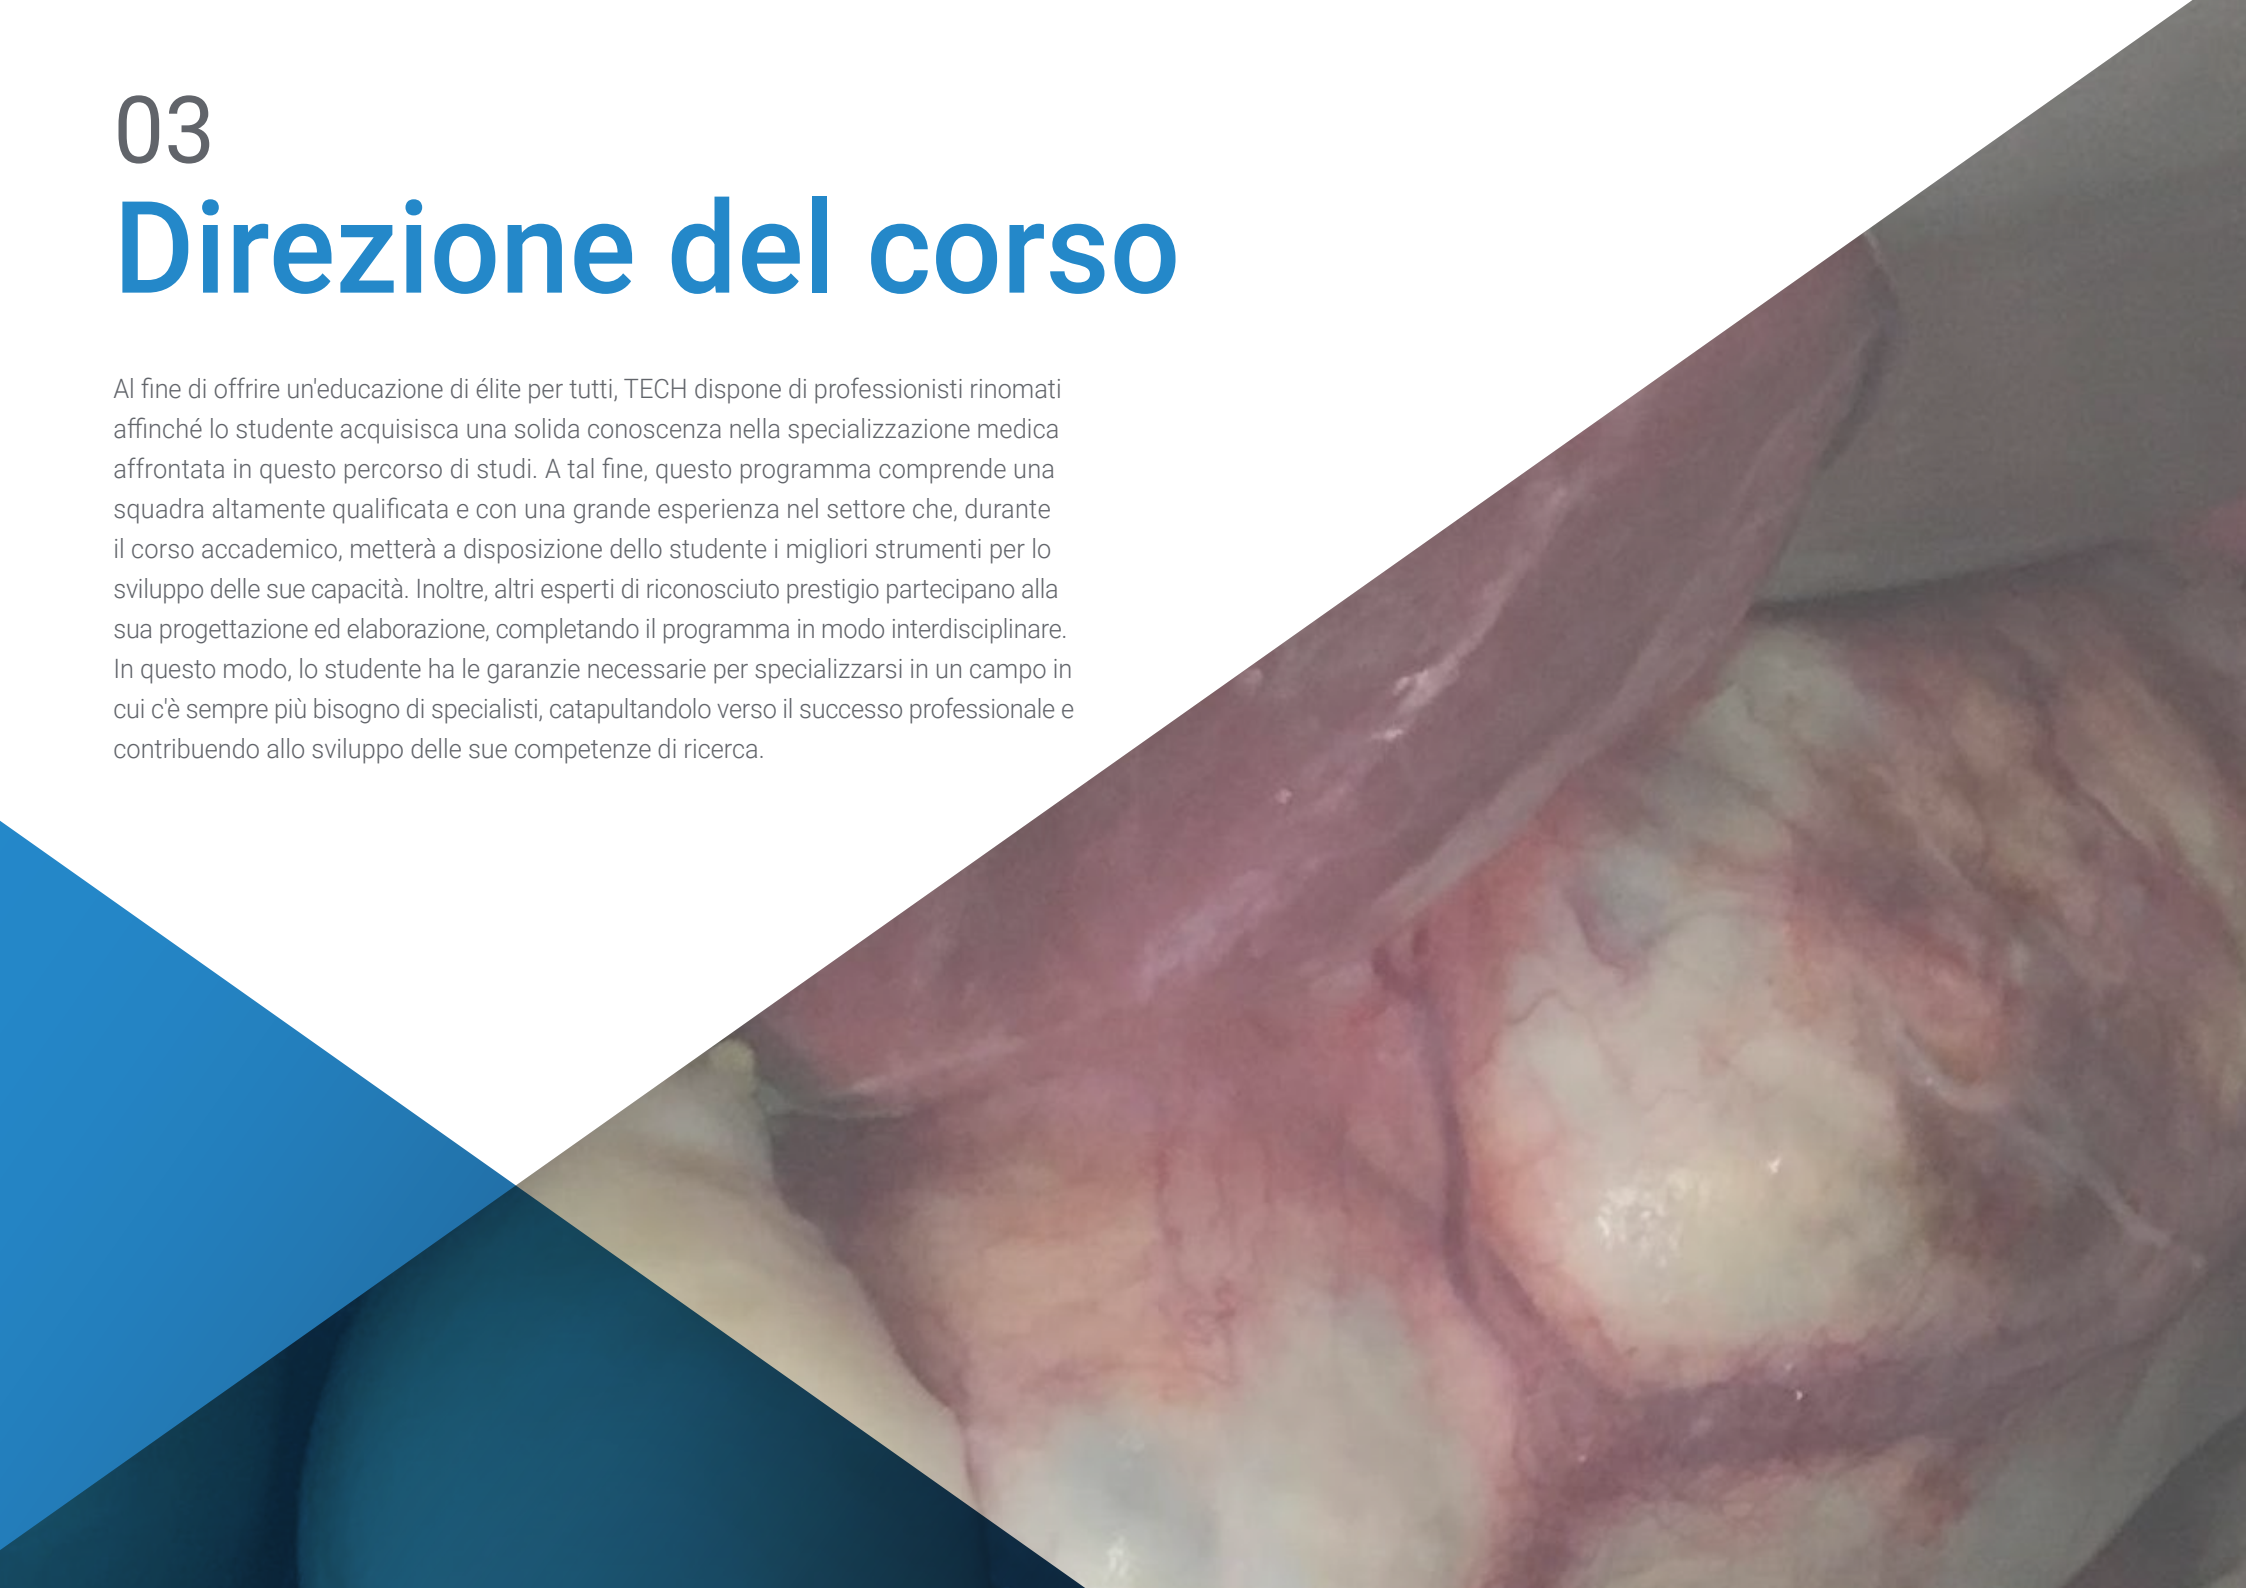 03
Direzione del corso
Al fine di offrire un'educazione di élite per tutti, TECH dispone di professionisti rinomati
affinché lo studente acquisisca una solida conoscenza nella specializzazione medica
affrontata in questo percorso di studi. A tal fine, questo programma comprende una
squadra altamente qualificata e con una grande esperienza nel settore che, durante
il corso accademico, metterà a disposizione dello studente i migliori strumenti per lo
sviluppo delle sue capacità. Inoltre, altri esperti di riconosciuto prestigio partecipano alla
sua progettazione ed elaborazione, completando il programma in modo interdisciplinare.
In questo modo, lo studente ha le garanzie necessarie per specializzarsi in un campo in
cui c'è sempre più bisogno di specialisti, catapultandolo verso il successo professionale e
contribuendo allo sviluppo delle sue competenze di ricerca.